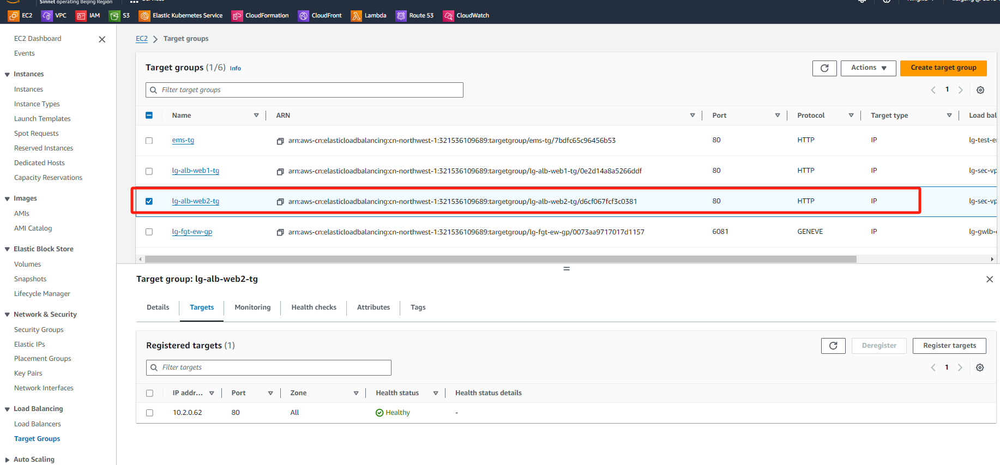 Sinnet operating Beijing Region
EC2 VPC IAM S3 Elastic Kubernetes Service CloudFormation CloudFront Lambda Route 53 CloudWatch
EC2 Dashboard
Events
Instances
Instances
Instance Types
Launch Templates
Spot Requests
Reserved Instances
Dedicated Hosts
Capacity Reservations
Images
AMIs
AMI Catalog
Elastic Block Store
Volumes
Snapshots
Lifecycle Manager
Network & Security
Security Groups
Elastic IPs
Placement Groups
Key Pairs
Network Interfaces
Load Balancing
Load Balancers
Target Groups
Auto Scaling
EC2 Target groups
Target groups (1/6) Info
Actions
Create target group
Filter target groups
1
Name ARN Port Protocol Target type Load bal
ems-tg arn:aws-cn:elasticloadbalancing:cn-northwest-1:321536109689:targetgroup/ems-tg/7bdfc65c96456b53 80 HTTP IP lg-test-e
lg-alb-web1-tg arn:aws-cn:elasticloadbalancing:cn-northwest-1:321536109689:targetgroup/lg-alb-web1-tg/0e2d14a8a5266ddf 80 HTTP IP lg-sec-vp
lg-alb-web2-tg arn:aws-cn:elasticloadbalancing:cn-northwest-1:321536109689:targetgroup/lg-alb-web2-tg/d6cf067fcf3c0381 80 HTTP IP lg-sec-vp
lg-fgt-ew-gp arn:aws-cn:elasticloadbalancing:cn-northwest-1:321536109689:targetgroup/lg-fgt-ew-gp/0073aa9717017d1157 6081 GENEVE IP lg-gwlb-
Target group: lg-alb-web2-tg
Details Targets Monitoring Health checks Attributes Tags
Registered targets (1)
Deregister
Register targets
Filter targets
1
IP addr... Port Zone Health status Health status details
10.2.0.62 80 All Healthy -